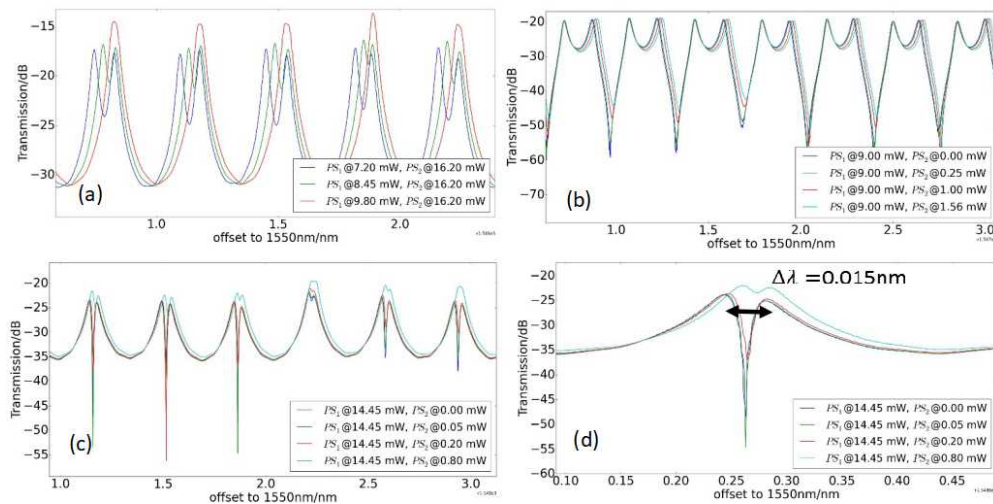 Transmission/dB
−15
−20
−25
−30
(a)
PS₁@7.20 mW, PS₂@16.20 mW
PS₁@8.45 mW, PS₂@16.20 mW
PS₁@9.80 mW, PS₂@16.20 mW
1.0 1.5 2.0
offset to 1550nm/nm
Transmission/dB
−20
−30
−40
−50
−60
−70
(b)
PS₁@9.00 mW, PS₂@0.00 mW
PS₁@9.00 mW, PS₂@0.25 mW
PS₁@9.00 mW, PS₂@1.00 mW
PS₁@9.00 mW, PS₂@1.56 mW
1.0 1.5 2.0 2.5 3.0
offset to 1550nm/nm
Transmission/dB
−20
−25
−30
−35
−40
−45
−50
−55
(c)
PS₁@14.45 mW, PS₂@0.00 mW
PS₁@14.45 mW, PS₂@0.05 mW
PS₁@14.45 mW, PS₂@0.20 mW
PS₁@14.45 mW, PS₂@0.80 mW
1.0 1.5 2.0 2.5 3.0
offset to 1550nm/nm
Transmission/dB
−20
−25
−30
−35
−40
−45
−50
−55
−60
Δλ =0.015nm
(d)
PS₁@14.45 mW, PS₂@0.00 mW
PS₁@14.45 mW, PS₂@0.05 mW
PS₁@14.45 mW, PS₂@0.20 mW
PS₁@14.45 mW, PS₂@0.80 mW
0.10 0.15 0.20 0.25 0.30 0.35 0.40 0.45
offset to 1550nm/nm